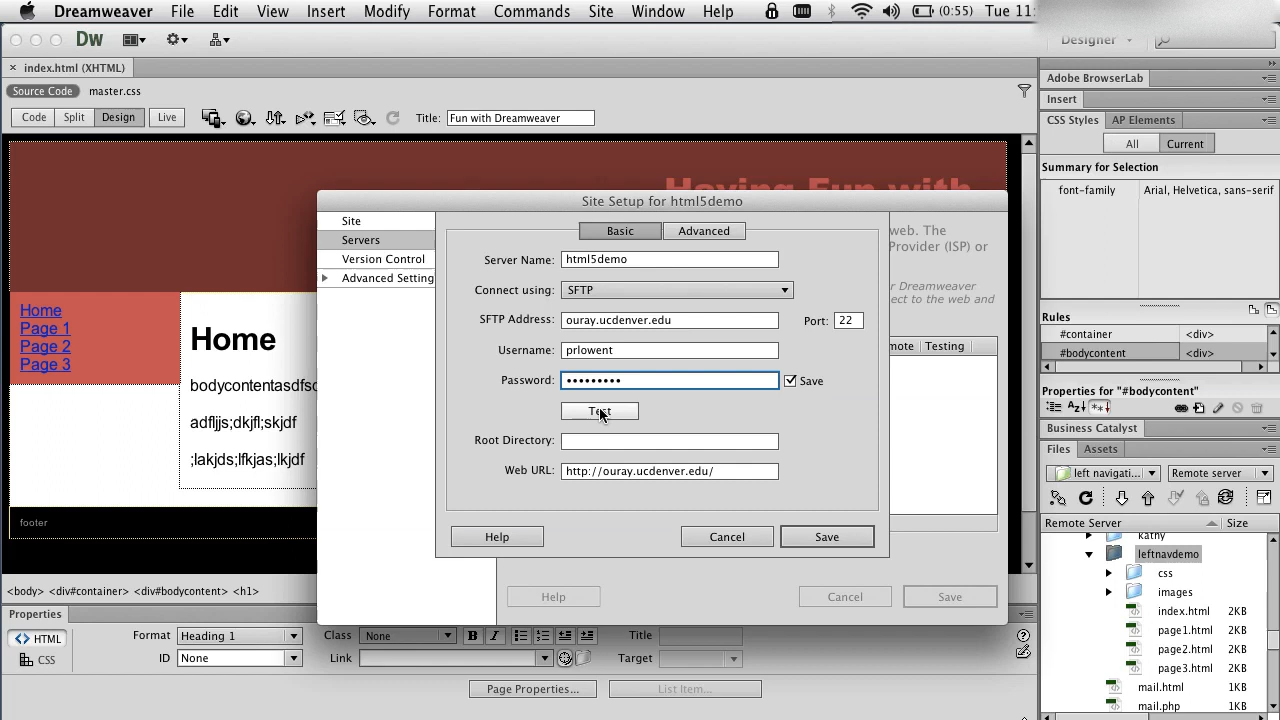 Dreamweaver File Edit View Insert Modify Format Commands Site Window Help (0:55) Tue 11:
Dw Designer
× index.html (XHTML)
Source Code master.css
Code Split Design Live Title: Fun with Dreamweaver
Having Fun with
Home
Page 1
Page 2
Page 3
Home
bodycontentasdfsd
adfljjs;dkjfl;skjdf
;lakjds;lfkjas;lkjdf
footer
Site Setup for html5demo
Site
Servers
Version Control
Advanced Setting
Basic Advanced
Server Name: html5demo
Connect using: SFTP
SFTP Address: ouray.ucdenver.edu Port: 22
Username: prlowent
Password: ••••••••• Save
Test
Root Directory:
Web URL: http://ouray.ucdenver.edu/
Help Cancel Save
web. The
Provider (ISP) or
r Dreamweaver
ect to the web and
mote Testing
Help Cancel Save
<body> <div#container> <div#bodycontent> <h1>
Properties
<> HTML Format Heading 1 Class None B I Title
CSS ID None Link Target
Page Properties... List Item...
Adobe BrowserLab
Insert
CSS Styles AP Elements
All Current
Summary for Selection
font-family Arial, Helvetica, sans-serif
Rules
#container <div>
#bodycontent <div>
Properties for "#bodycontent"
Business Catalyst
Files Assets
left navigati... Remote server
Remote Server Size
kathy
leftnavdemo
css
images
index.html 2KB
page1.html 2KB
page2.html 2KB
page3.html 2KB
mail.html 1KB
mail.php 1KB